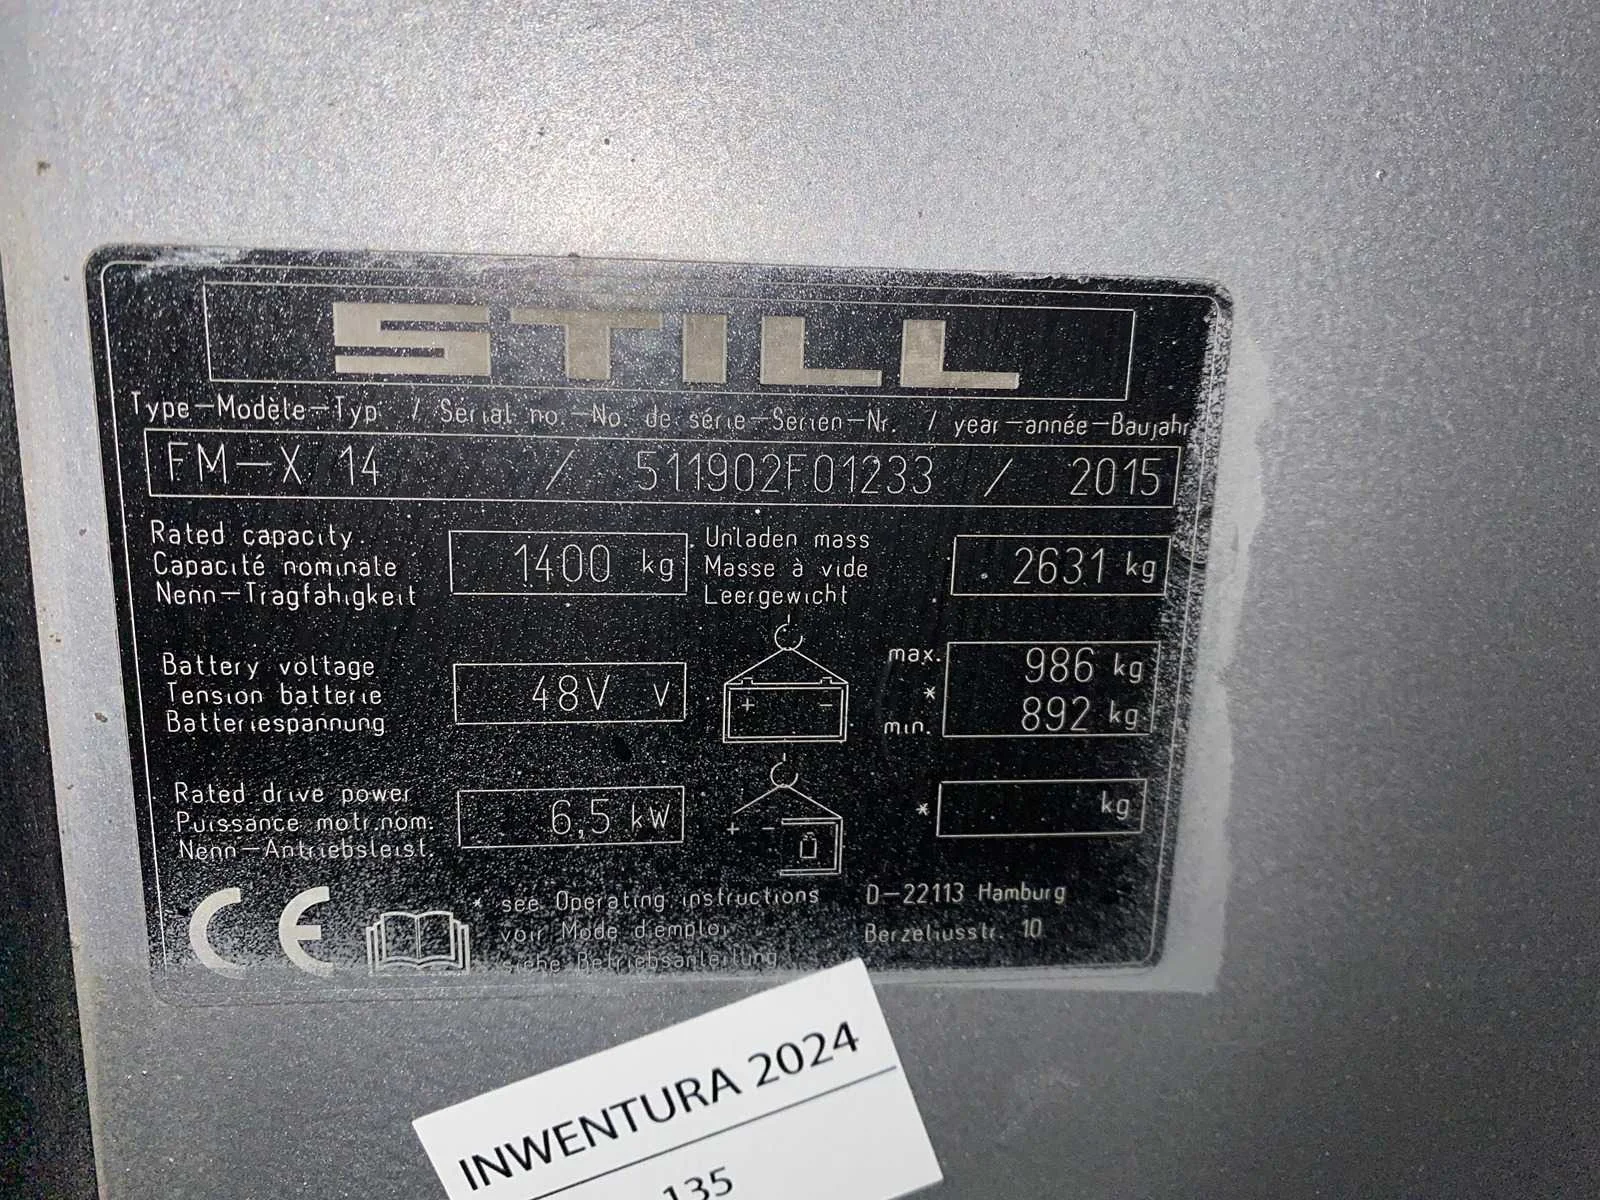 STILL
Type-Modèle-Typ / Serial no.-No. de série-Serien-Nr. / year-année-Baujahr
FM-X 14 / 511902F01233 / 2015
Rated capacity
Capacité nominale
Nenn-Tragfähigkeit
1400 kg
Unladen mass
Masse à vide
Leergewicht
2631 kg
Battery voltage
Tension batterie
Batteriespannung
48V V
max. 986 kg
*
min. 892 kg
Rated drive power
Puissance motr.nom.
Nenn-Antriebsleist.
6,5 kW
* kg
CE
* see Operating instructions
voir Mode d'emploi
siehe Betriebsanleitung
D-22113 Hamburg
Berzeliusstr. 10
INWENTURA 2024
135